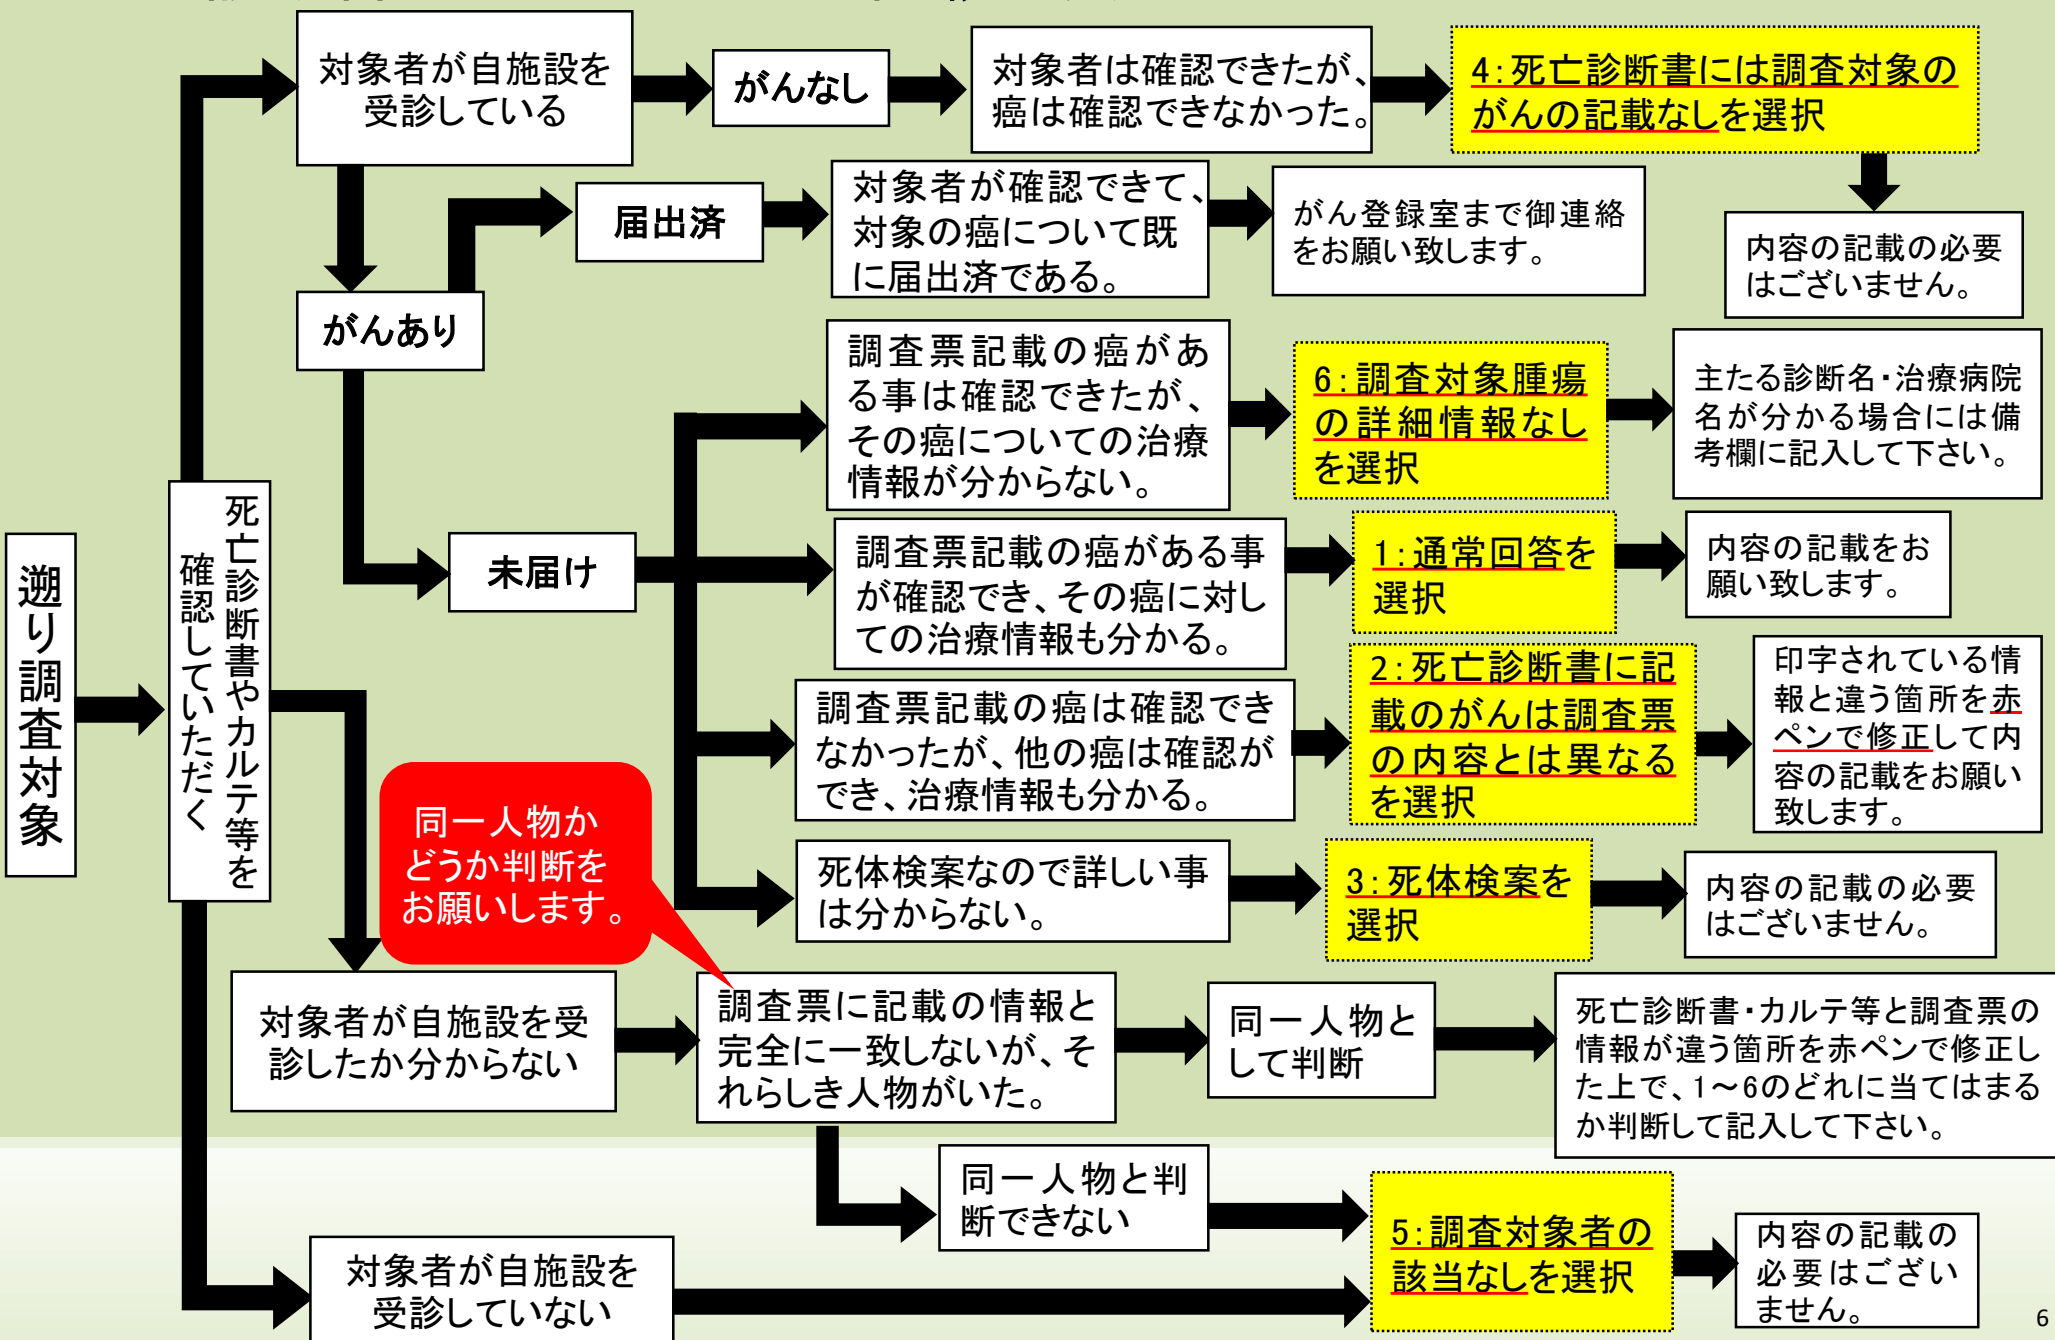 対象者が自施設を
受診している
がんなし
対象者は確認できたが、
癌は確認できなかった。
4:死亡診断書には調査対象の
がんの記載なしを選択
内容の記載の必要
はございません。
届出済
対象者が確認できて、
対象の癌について既
に届出済である。
がん登録室まで御連絡
をお願い致します。
がんあり
調査票記載の癌があ
る事は確認できたが、
その癌についての治療
情報が分からない。
6:調査対象腫瘍
の詳細情報なし
を選択
主たる診断名・治療病院
名が分かる場合には備
考欄に記入して下さい。
遡り調査対象
死亡診断書やカルテ等を
確認していただく
未届け
調査票記載の癌がある事
が確認でき、その癌に対し
ての治療情報も分かる。
1:通常回答を
選択
内容の記載をお
願い致します。
調査票記載の癌は確認でき
なかったが、他の癌は確認が
でき、治療情報も分かる。
2:死亡診断書に記
載のがんは調査票
の内容とは異なる
を選択
印字されている情
報と違う箇所を赤
ペンで修正して内
容の記載をお願い
致します。
同一人物か
どうか判断を
お願いします。
死体検案なので詳しい事
は分からない。
3:死体検案を
選択
内容の記載の必要
はございません。
対象者が自施設を受
診したか分からない
調査票に記載の情報と
完全に一致しないが、そ
れらしき人物がいた。
同一人物と
して判断
死亡診断書・カルテ等と調査票の
情報が違う箇所を赤ペンで修正し
た上で、1～6のどれに当てはまる
か判断して記入して下さい。
同一人物と判
断できない
対象者が自施設を
受診していない
5:調査対象者の
該当なしを選択
内容の記載の
必要はござい
ません。
6